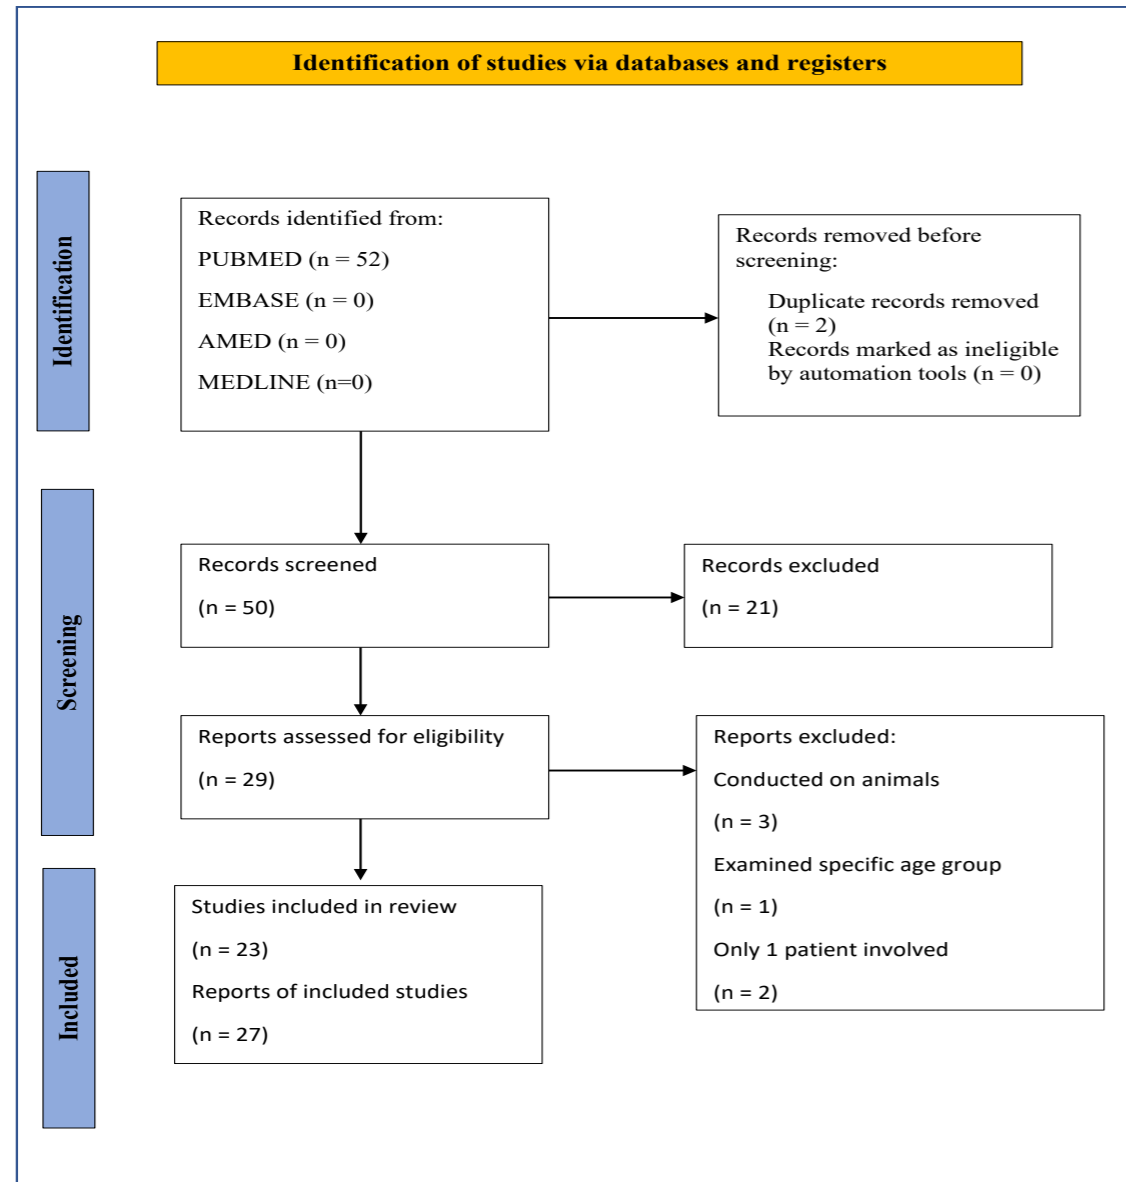 Identification of studies via databases and registers
Identification
Records identified from:
PUBMED (n = 52)
EMBASE (n = 0)
AMED (n = 0)
MEDLINE (n=0)
Records removed before
screening:
Duplicate records removed
(n = 2)
Records marked as ineligible
by automation tools (n = 0)
Screening
Records screened
(n = 50)
Records excluded
(n = 21)
Reports assessed for eligibility
(n = 29)
Reports excluded:
Conducted on animals
(n = 3)
Examined specific age group
(n = 1)
Only 1 patient involved
(n = 2)
Included
Studies included in review
(n = 23)
Reports of included studies
(n = 27)